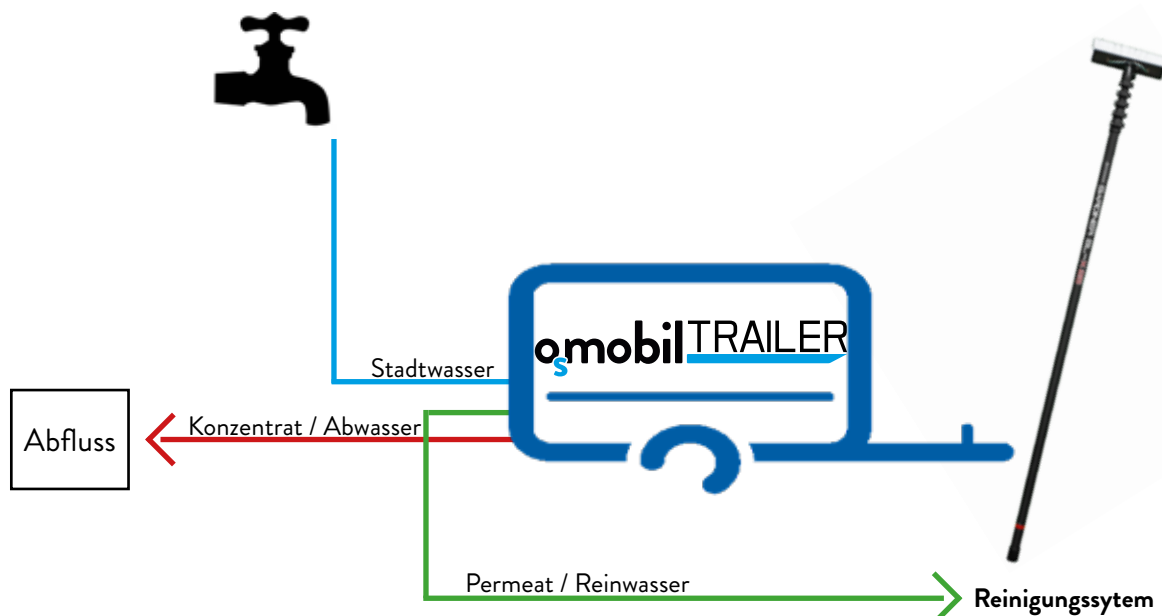 osmobil TRAILER
Stadtwasser
Konzentrat / Abwasser
Abfluss
Permeat / Reinwasser
Reinigungssytem